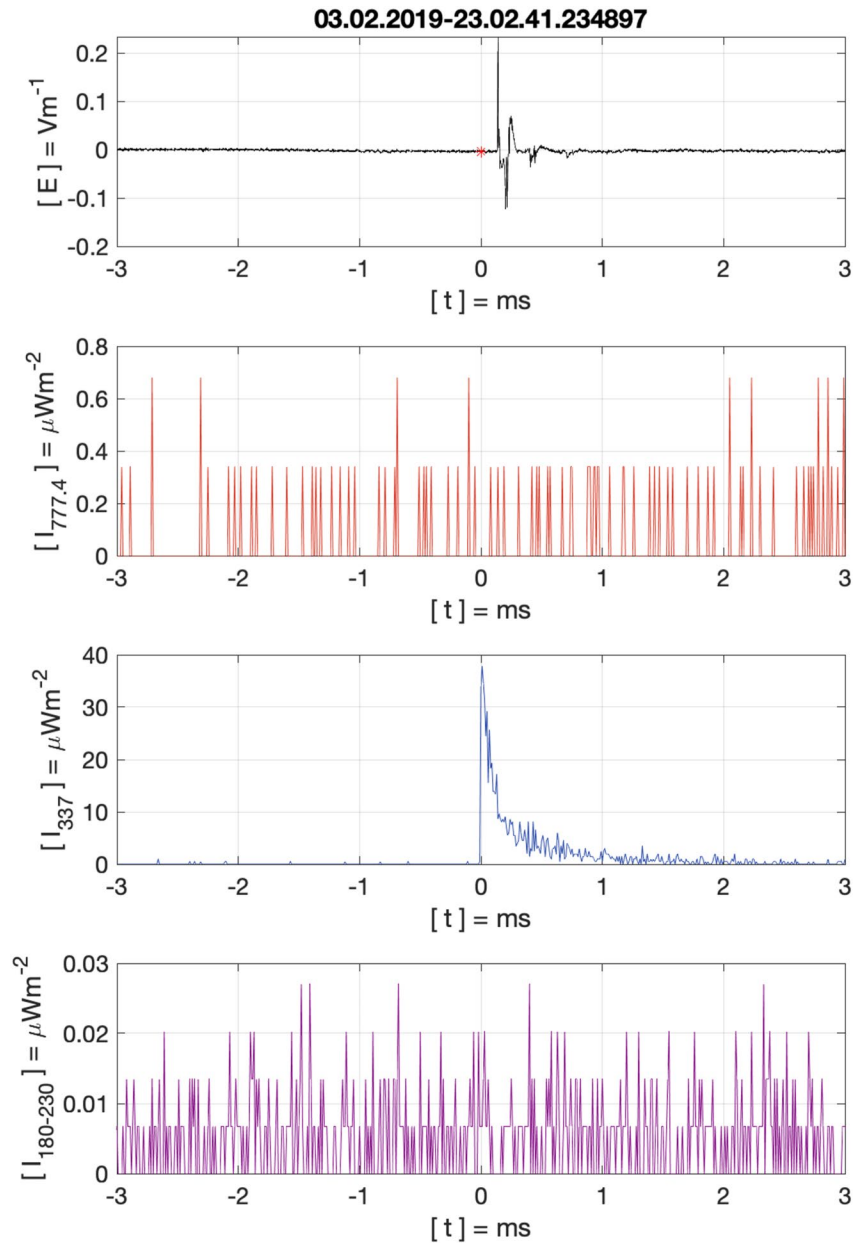 03.02.2019-23.02.41.234897
[ E ] = Vm⁻¹
0.2
0.1
0
-0.1
-0.2
-3 -2 -1 0 1 2 3
[ t ] = ms
[ I₇₇₇.₄ ] = μWm⁻²
0.8
0.6
0.4
0.2
0
-3 -2 -1 0 1 2 3
[ t ] = ms
[ I₃₃₇ ] = μWm⁻²
40
30
20
10
0
-3 -2 -1 0 1 2 3
[ t ] = ms
[ I₁₈₀₋₂₃₀ ] = μWm⁻²
0.03
0.02
0.01
0
-3 -2 -1 0 1 2 3
[ t ] = ms